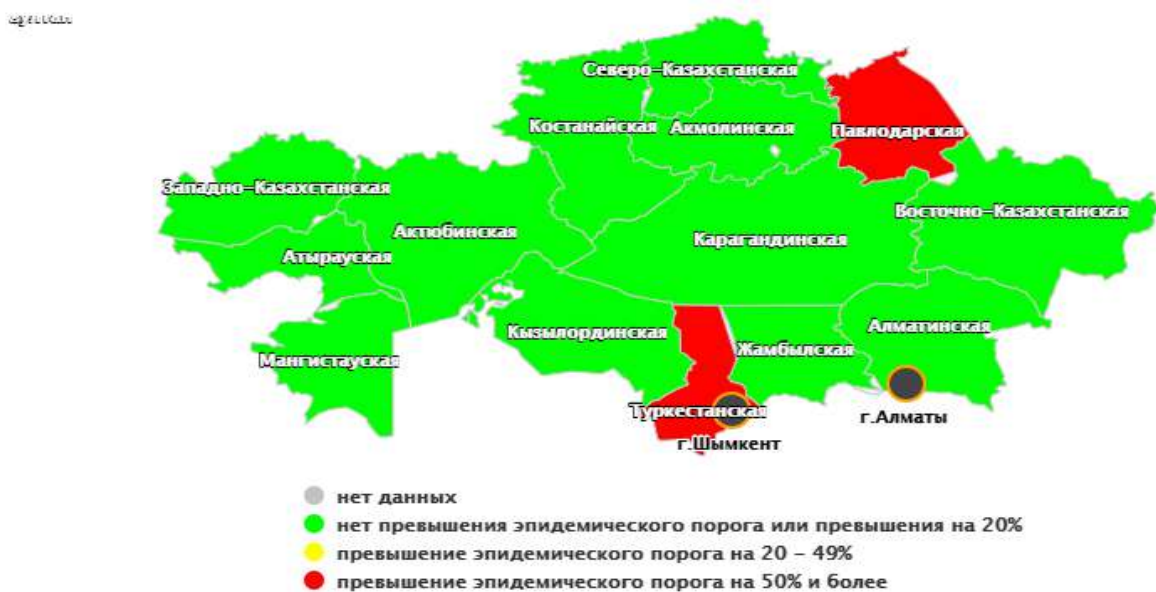 Северо-Казахстанская
Костанайская
Акмолинская
Павлодарская
Западно-Казахстанская
Актюбинская
Восточно-Казахстанская
Карагандинская
Атырауская
Кызылординская
Алматинская
Жамбылская
Мангистауская
Туркестанская
г.Алматы
г.Шымкент
нет данных
нет превышения эпидемического порога или превышения на 20%
превышение эпидемического порога на 20 - 49%
превышение эпидемического порога на 50% и более